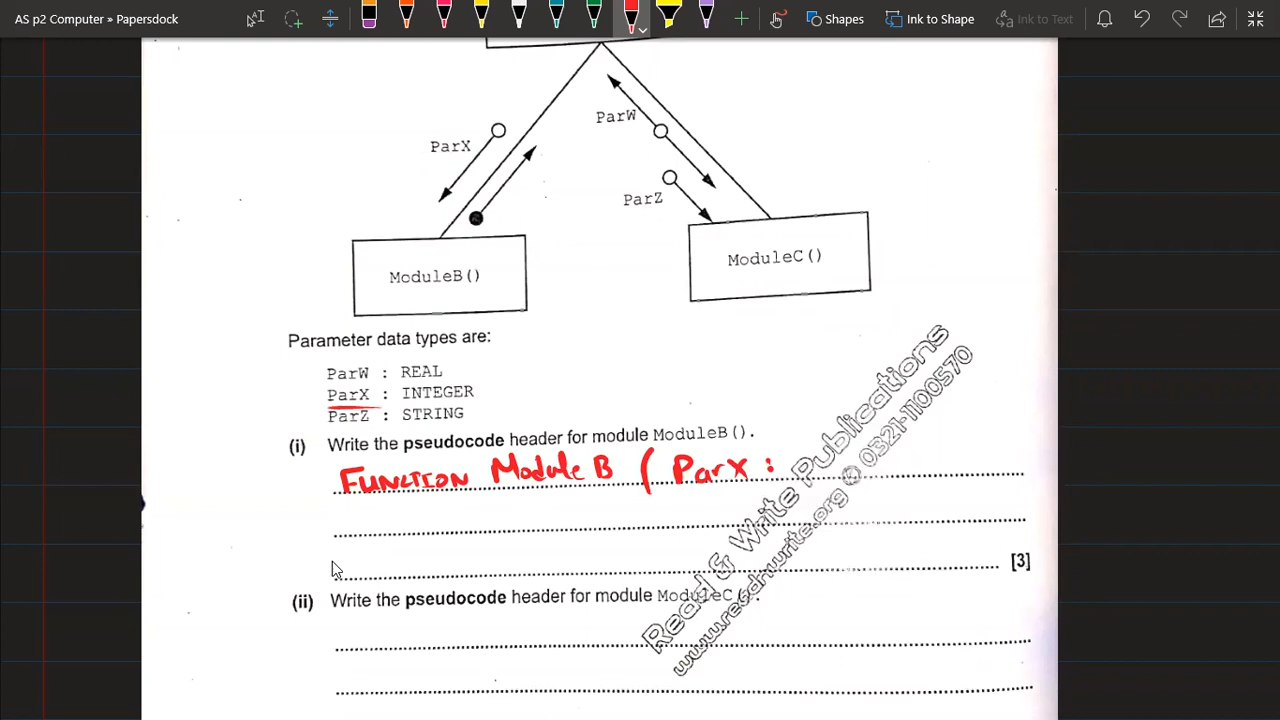 AS p2 Computer » Papersdock
Shapes
Ink to Shape
Ink to Text
ParX
ParW
ParZ
ModuleB()
ModuleC()
Parameter data types are:
ParW : REAL
ParX : INTEGER
ParZ : STRING
(i) Write the pseudocode header for module ModuleB().
FUNCTION Module B ( ParX :
[3]
(ii) Write the pseudocode header for module ModuleC().
Read & Write Publications
www.readnwrite.org © 0321-1100570